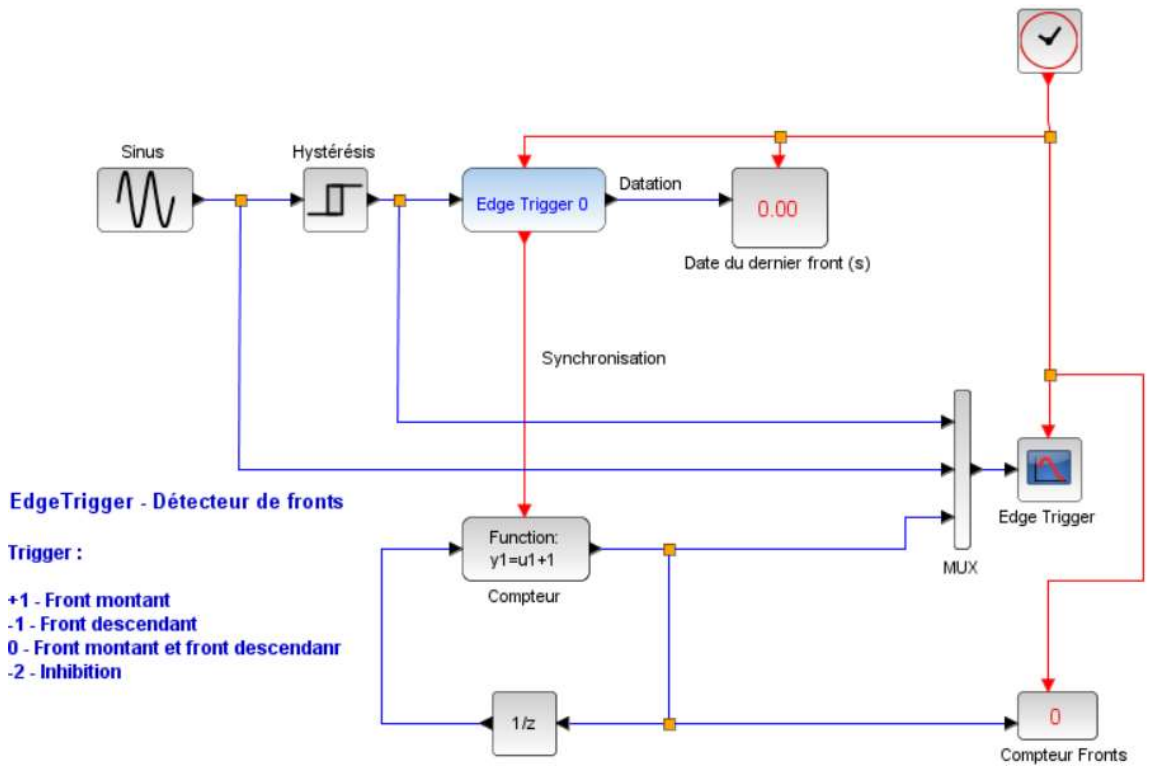 Sinus
Hystérésis
Edge Trigger 0
Datation
0.00
Date du dernier front (s)
Synchronisation
EdgeTrigger - Détecteur de fronts
Trigger :
+1 - Front montant
-1 - Front descendant
0 - Front montant et front descendanr
-2 - Inhibition
Function:
y1=u1+1
Compteur
MUX
Edge Trigger
1/z
0
Compteur Fronts